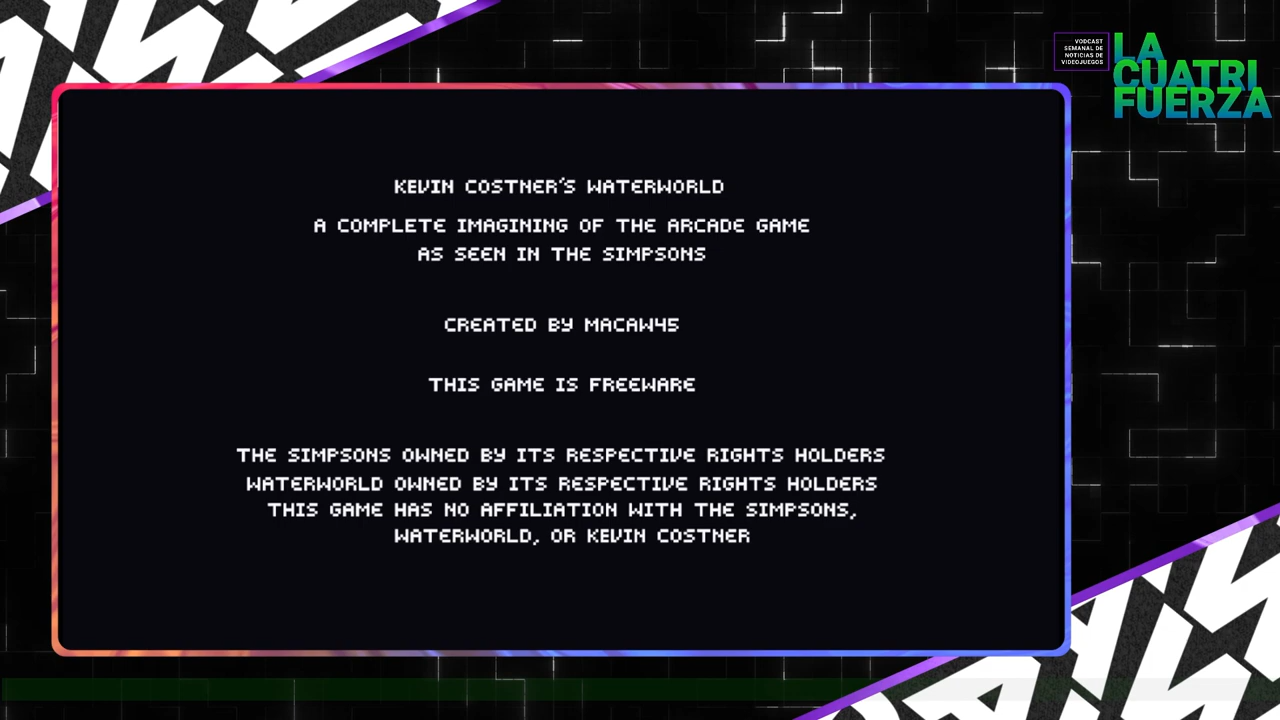 VODCAST
SEMANAL DE
NOTICIAS DE
VIDEOJUEGOS
LA
CUATRI
FUERZA
KEVIN COSTNER'S WATERWORLD
A COMPLETE IMAGINING OF THE ARCADE GAME
AS SEEN IN THE SIMPSONS
CREATED BY MACAW45
THIS GAME IS FREEWARE
THE SIMPSONS OWNED BY ITS RESPECTIVE RIGHTS HOLDERS
WATERWORLD OWNED BY ITS RESPECTIVE RIGHTS HOLDERS
THIS GAME HAS NO AFFILIATION WITH THE SIMPSONS,
WATERWORLD, OR KEVIN COSTNER